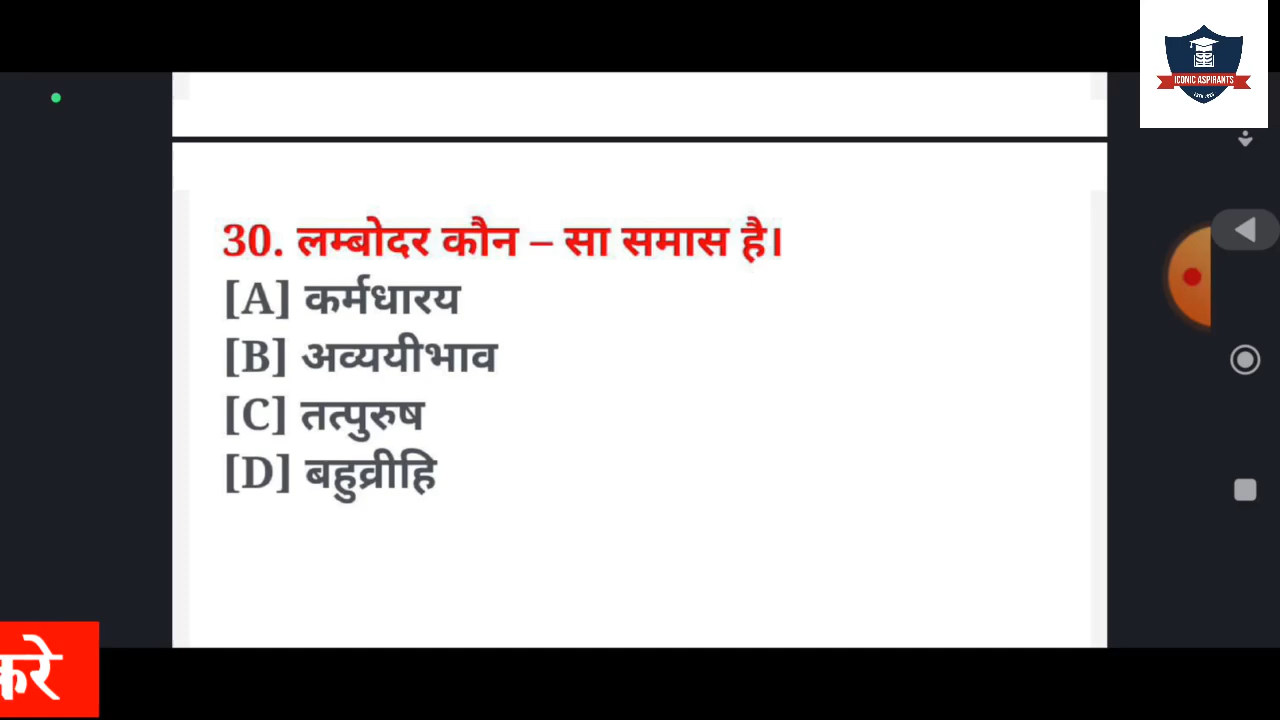 ICONIC ASPIRANTS
30. लम्बोदर कौन – सा समास है।
[A] कर्मधारय
[B] अव्ययीभाव
[C] तत्पुरुष
[D] बहुव्रीहि
करे